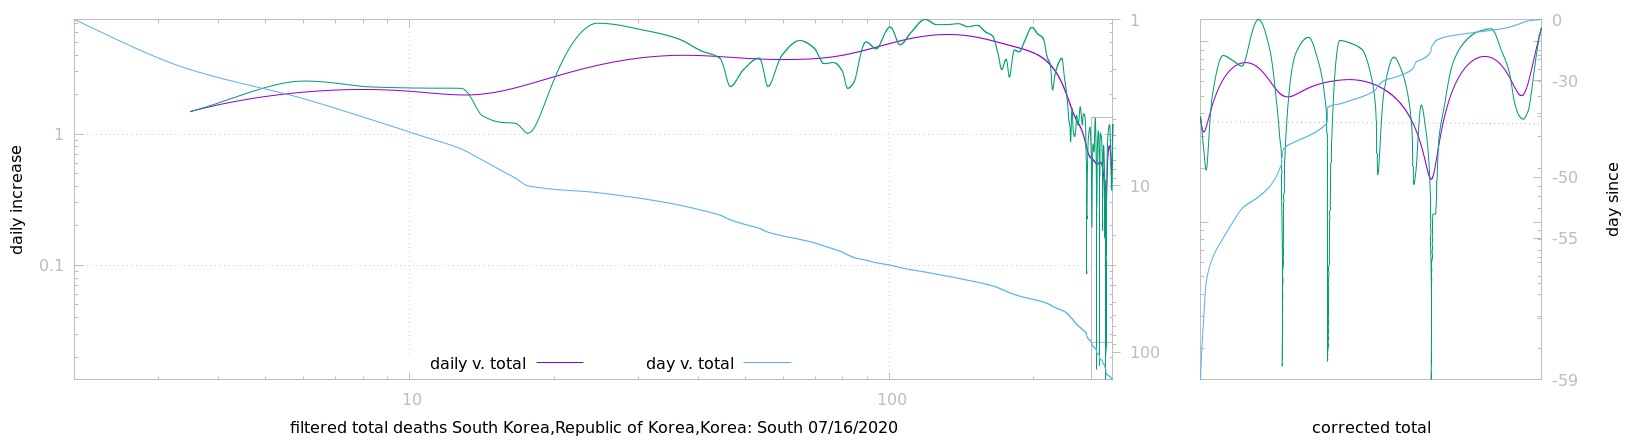 1
0
-30
1
daily increase
10
-50
day since
-55
0.1
100
daily v. total
day v. total
-59
10
100
filtered total deaths South Korea,Republic of Korea,Korea: South 07/16/2020
corrected total